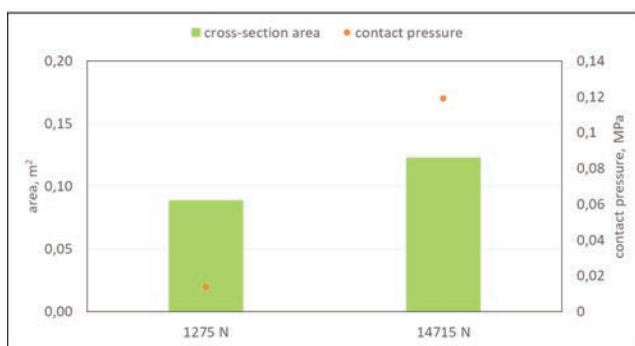 cross-section area
contact pressure
0,20
0,15
0,10
0,05
0,00
area, m²
0,14
0,12
0,1
0,08
0,06
0,04
0,02
0
contact pressure, MPa
1275 N
14715 N